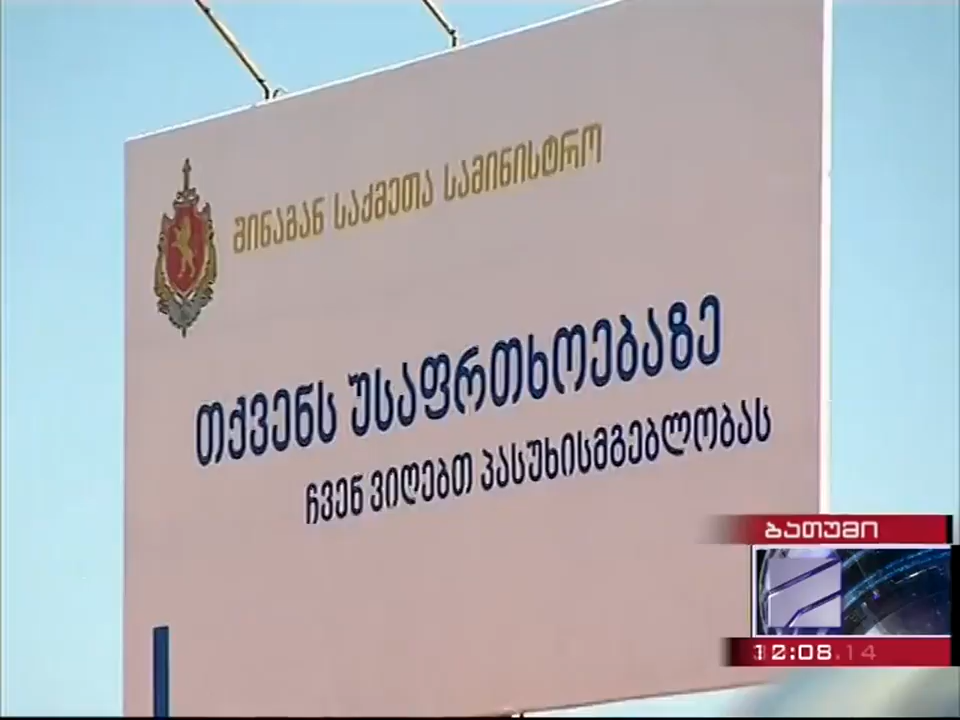 შინაგან საქმეთა სამინისტრო
თქვენს უსაფრთხოებაზე
ჩვენ ვიღებთ პასუხისმგებლობას
ბათუმი
12:08.14